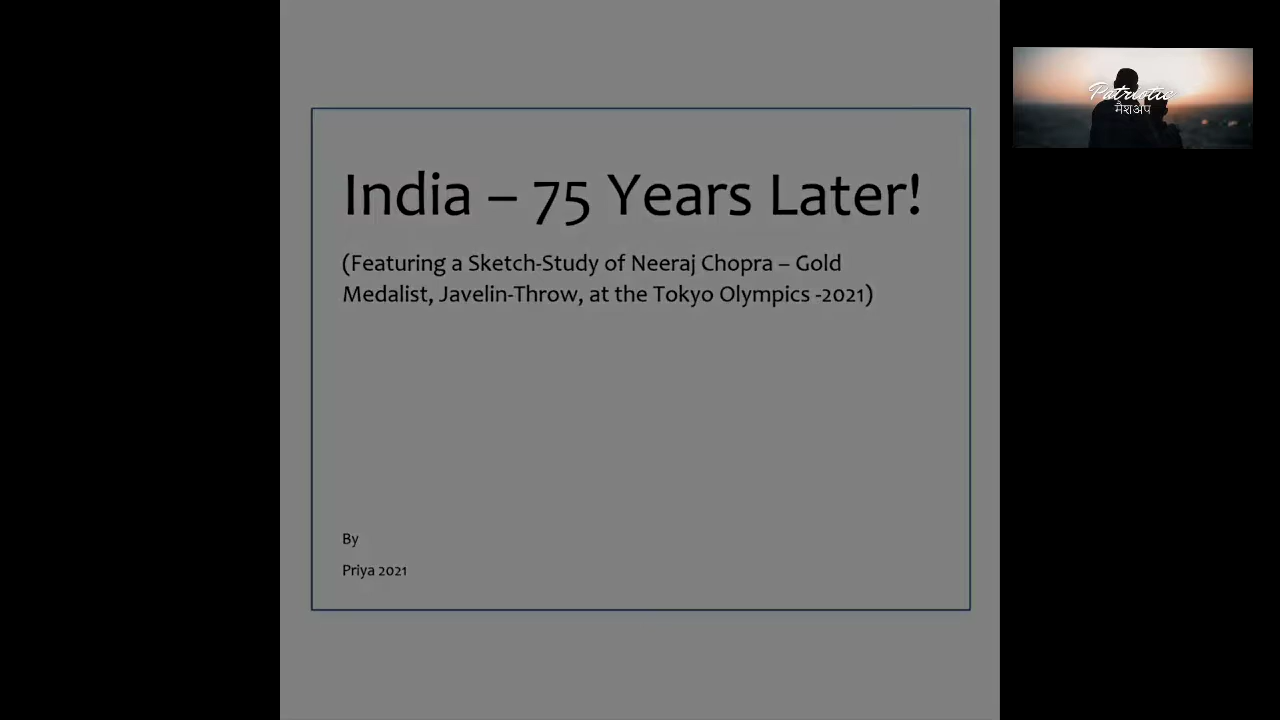 India – 75 Years Later!
(Featuring a Sketch-Study of Neeraj Chopra – Gold
Medalist, Javelin-Throw, at the Tokyo Olympics -2021)
By
Priya 2021
Patriotic
मैशअप